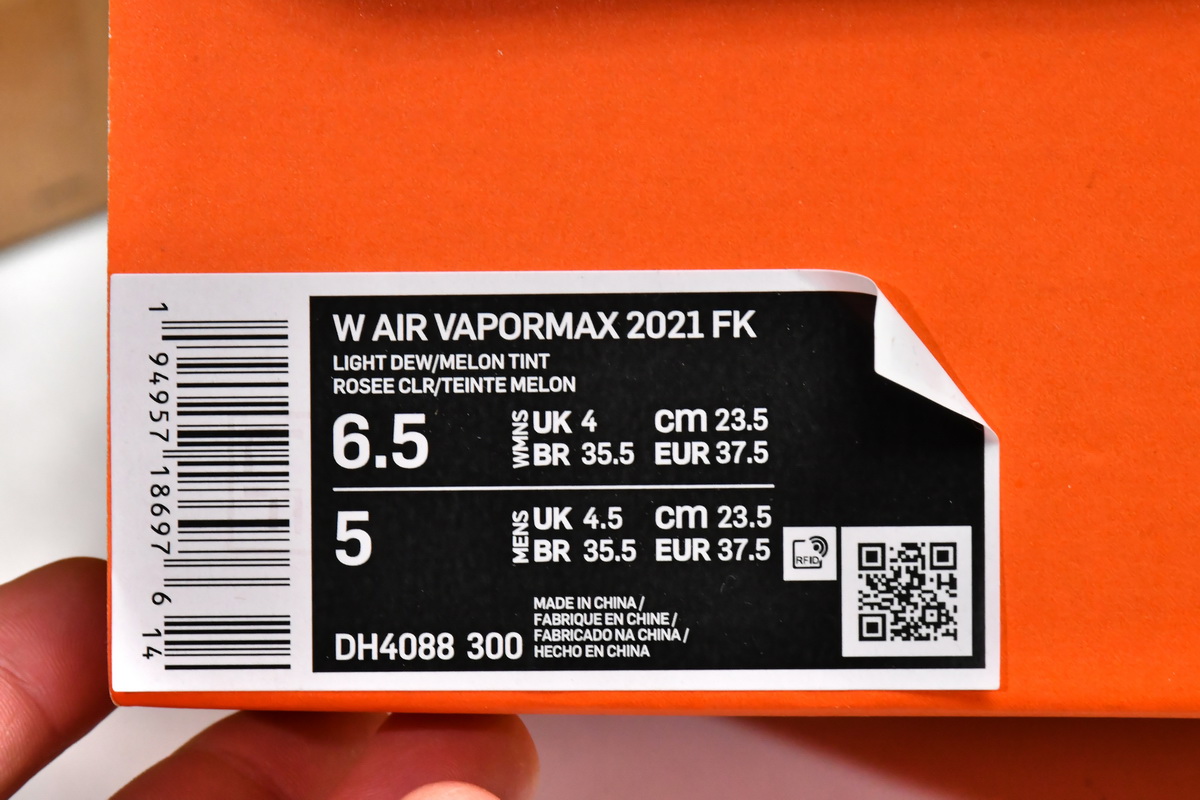 W AIR VAPORMAX 2021 FK
LIGHT DEW/MELON TINT
ROSEE CLR/TEINTE MELON
6.5 WMNS UK 4 cm 23.5
BR 35.5 EUR 37.5
5 MENS UK 4.5 cm 23.5
BR 35.5 EUR 37.5
RFID
MADE IN CHINA /
FABRIQUE EN CHINE /
FABRICADO NA CHINA /
HECHO EN CHINA
DH4088 300
1 94957 18697 6 14